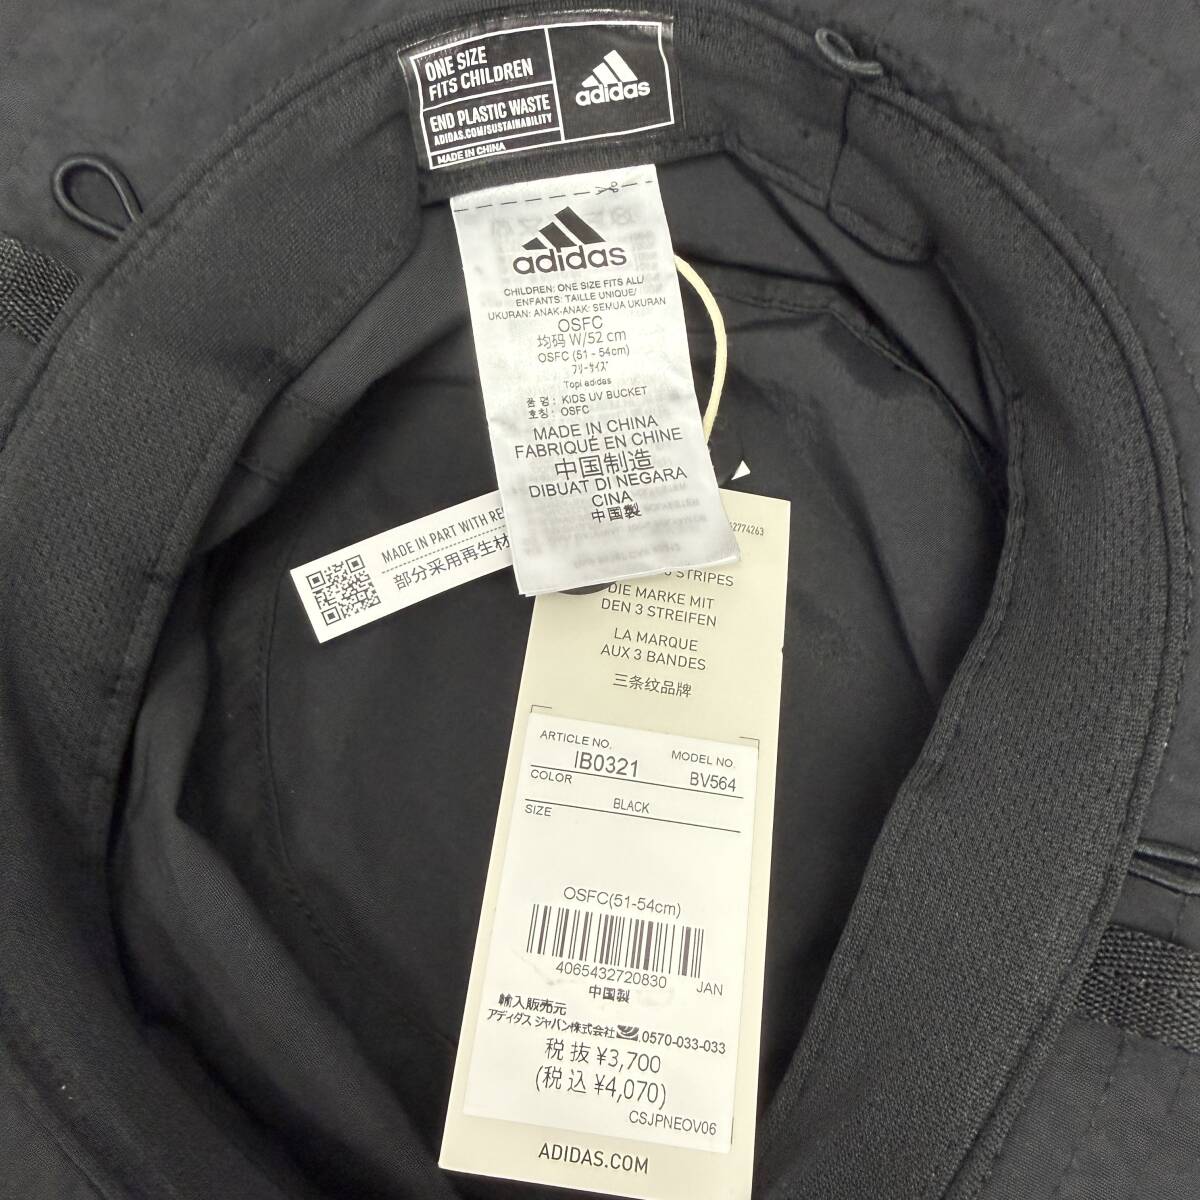 ONE SIZE
FITS CHILDREN
END PLASTIC WASTE
ADIDAS.COM/SUSTAINABILITY
MADE IN CHINA
adidas
adidas
CHILDREN: ONE SIZE FITS ALL/
ENFANTS: TAILLE UNIQUE/
UKURAN: ANAK-ANAK: SEMUA UKURAN
OSFC
均码 W/52 cm
OSFC (51 - 54cm)
フリーサイズ
Topi adidas
품 명 : KIDS UV BUCKET
호칭 : OSFC
MADE IN CHINA
FABRIQUÉ EN CHINE
中国制造
DIBUAT DI NEGARA
CINA
中国製
MADE IN PART WITH RE
部分采用再生材
62774263
3 STRIPES
DIE MARKE MIT
DEN 3 STREIFEN
LA MARQUE
AUX 3 BANDES
三条纹品牌
ARTICLE NO. MODEL NO.
IB0321 BV564
COLOR
BLACK
SIZE
OSFC(51-54cm)
4065432720830 JAN
中国製
輸入販売元
アディダス ジャパン株式会社 0570-033-033
税抜 ¥3,700
(税込 ¥4,070)
CSJPNEOV06
ADIDAS.COM